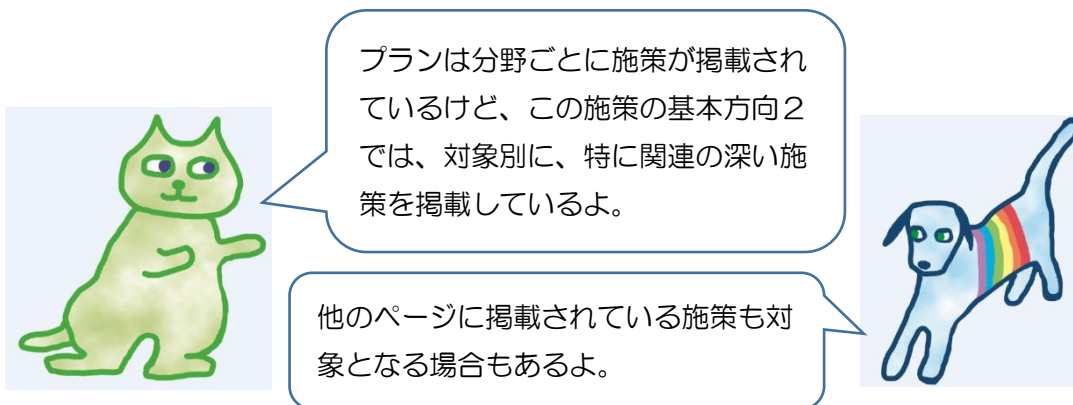 プランは分野ごとに施策が掲載され
ているけど、この施策の基本方向２
では、対象別に、特に関連の深い施
策を掲載しているよ。
他のページに掲載されている施策も対
象となる場合もあるよ。